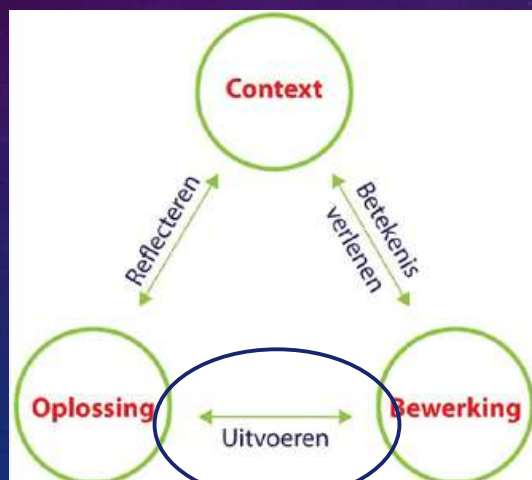 Context
Reflecteren
Betekenis
verlenen
Oplossing
Bewerking
Uitvoeren